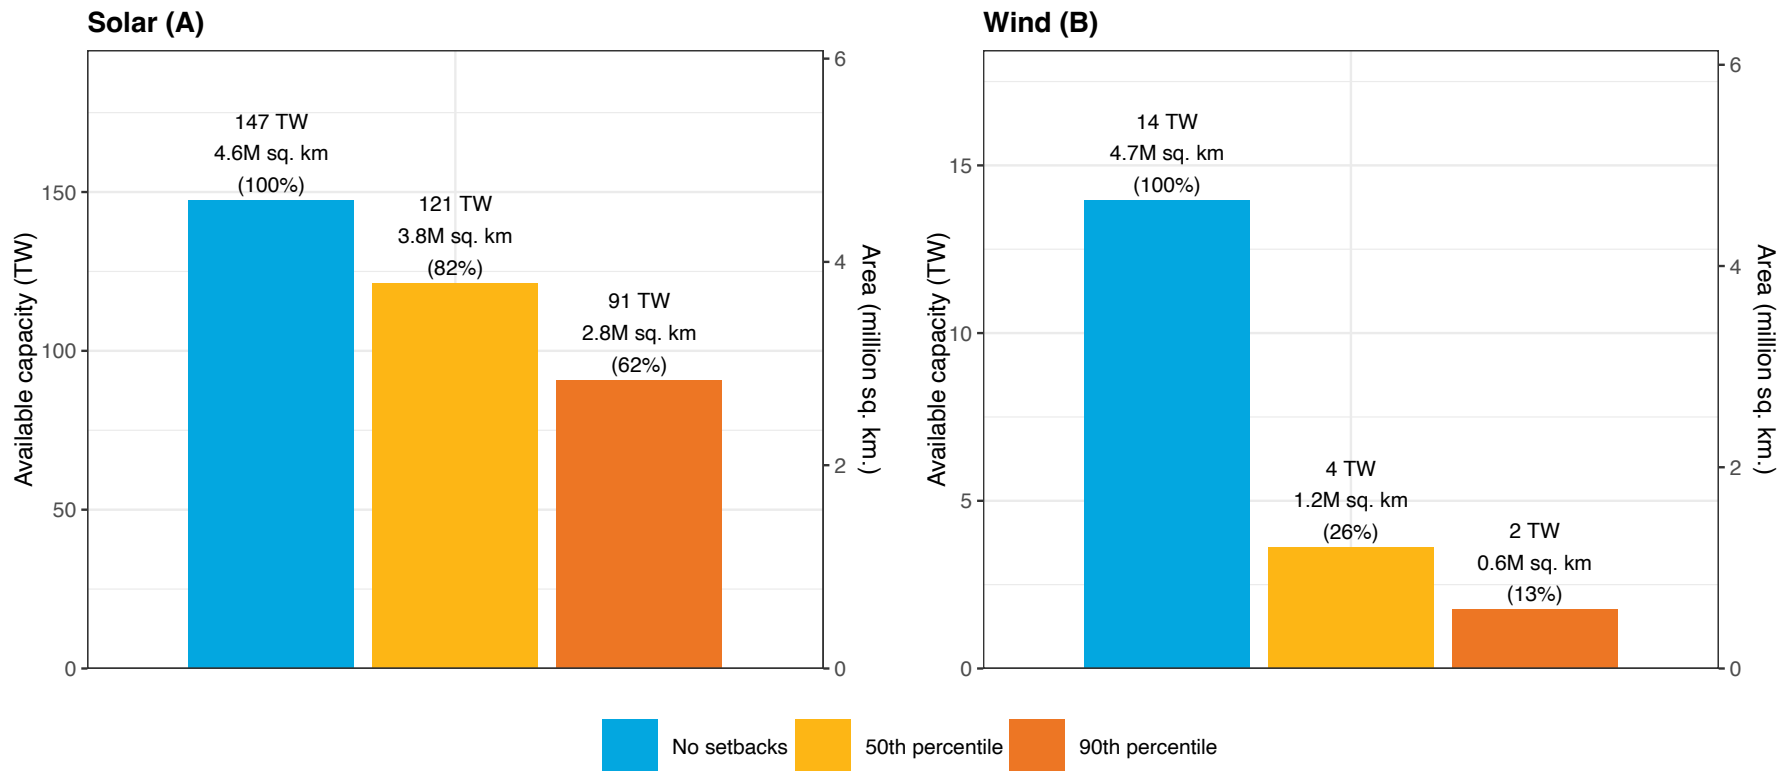 Solar (A)
Available capacity (TW)
150
100
50
0
147 TW
4.6M sq. km
(100%)
121 TW
3.8M sq. km
(82%)
91 TW
2.8M sq. km
(62%)
6
4
2
0
Area (million sq. km.)
Wind (B)
Available capacity (TW)
15
10
5
0
14 TW
4.7M sq. km
(100%)
4 TW
1.2M sq. km
(26%)
2 TW
0.6M sq. km
(13%)
6
4
2
0
Area (million sq. km.)
No setbacks
50th percentile
90th percentile